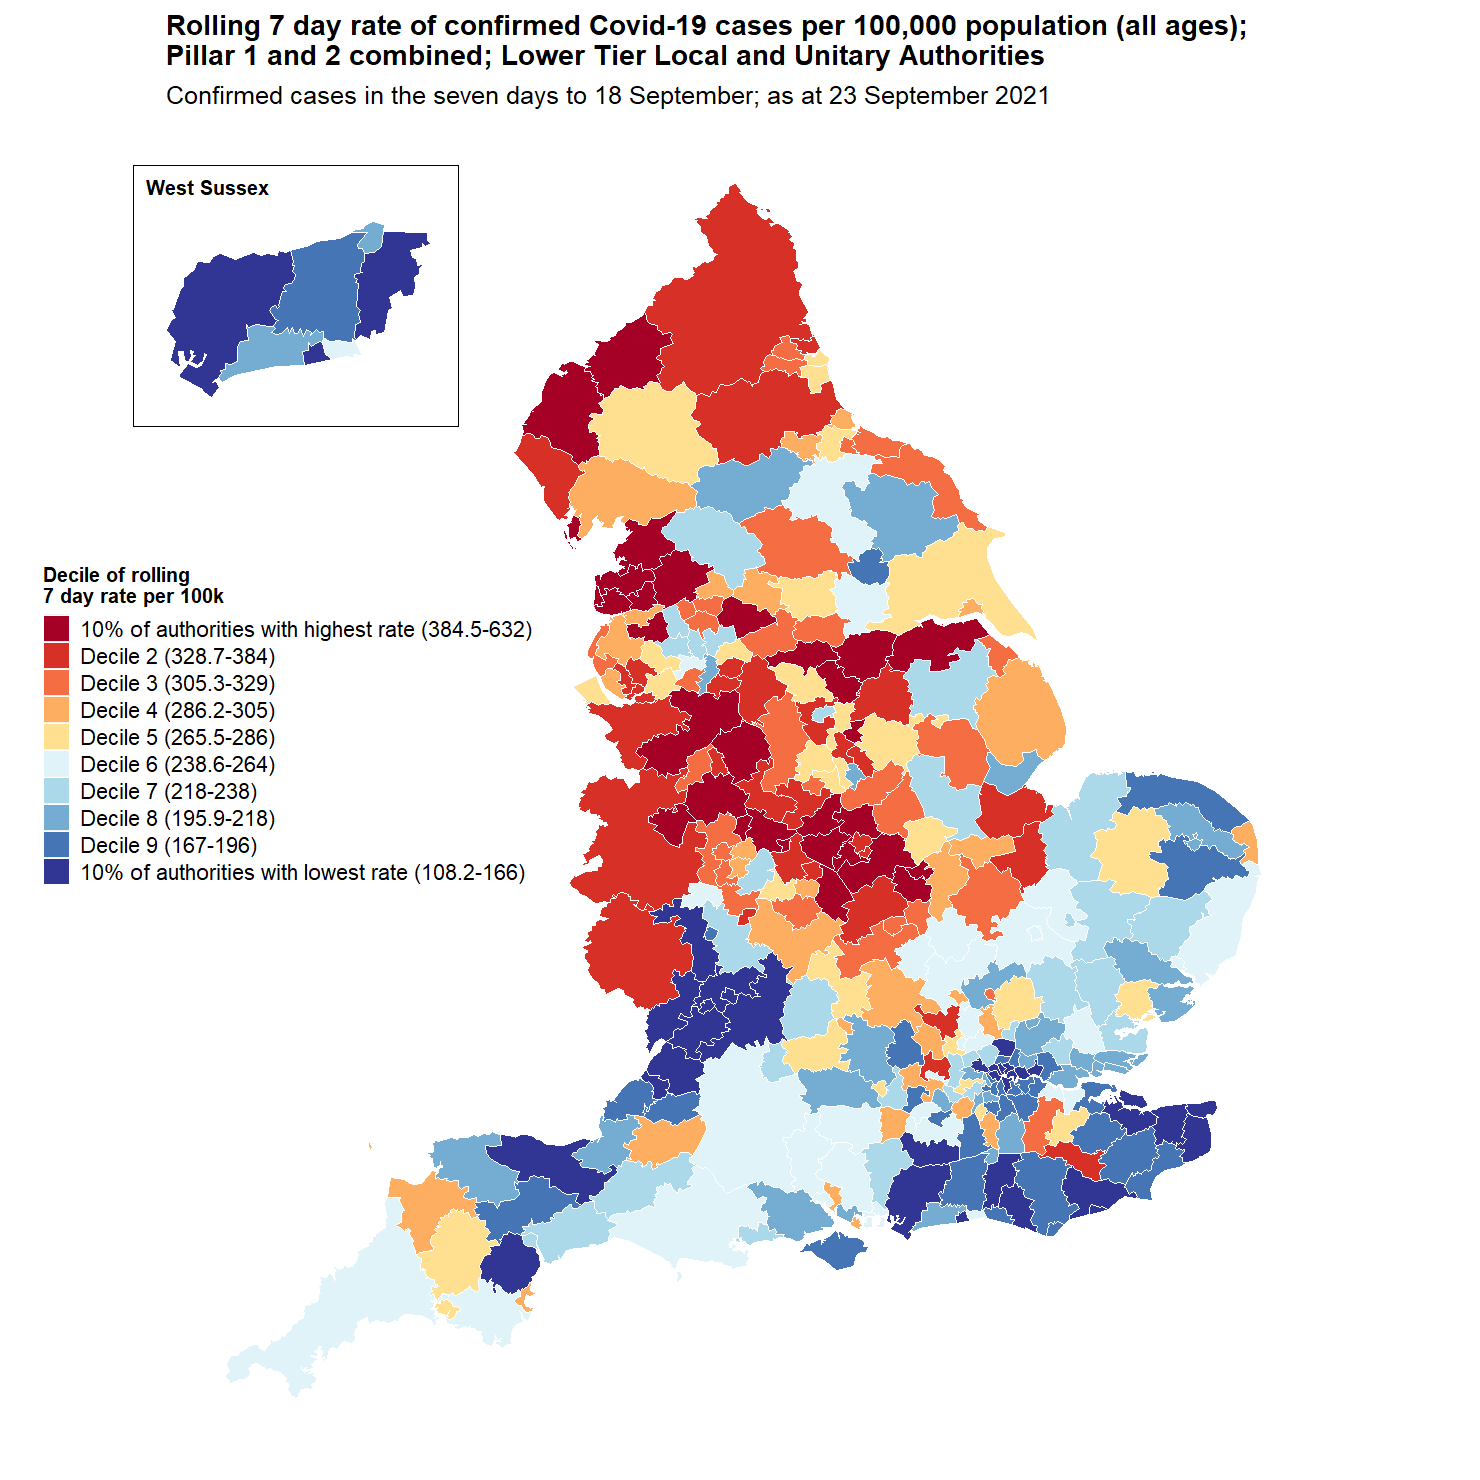 Rolling 7 day rate of confirmed Covid-19 cases per 100,000 population (all ages);
Pillar 1 and 2 combined; Lower Tier Local and Unitary Authorities
Confirmed cases in the seven days to 18 September; as at 23 September 2021
West Sussex
Decile of rolling
7 day rate per 100k
10% of authorities with highest rate (384.5-632)
Decile 2 (328.7-384)
Decile 3 (305.3-329)
Decile 4 (286.2-305)
Decile 5 (265.5-286)
Decile 6 (238.6-264)
Decile 7 (218-238)
Decile 8 (195.9-218)
Decile 9 (167-196)
10% of authorities with lowest rate (108.2-166)